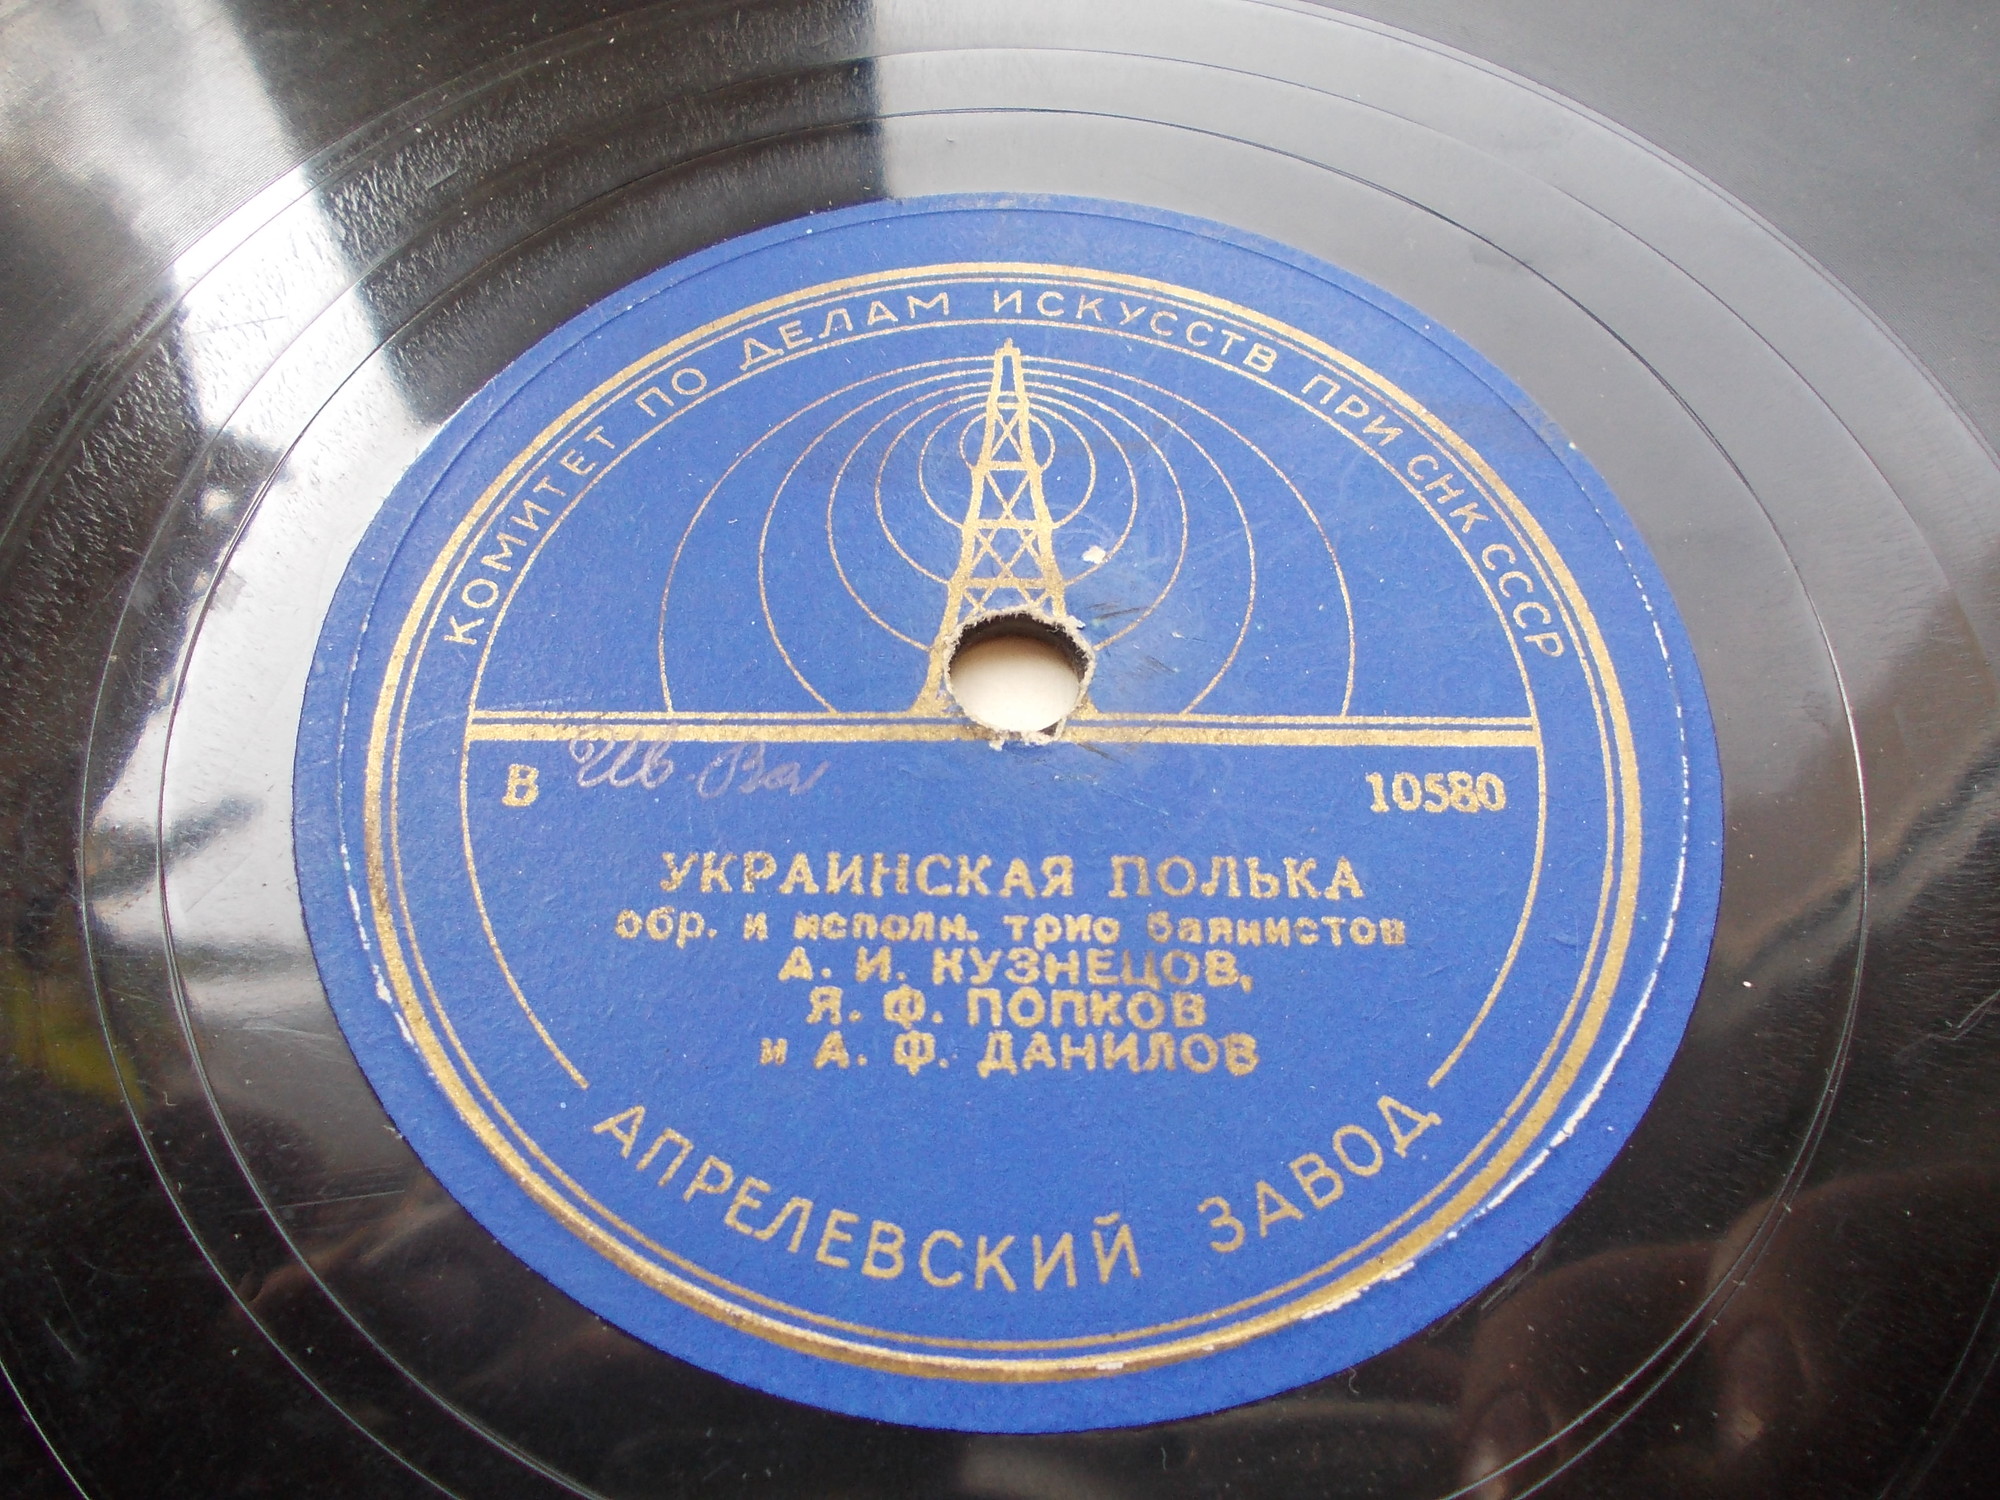 КОМИТЕТ ПО ДЕЛАМ ИСКУССТВ ПРИ СНК СССР
В 10580
УКРАИНСКАЯ ПОЛЬКА
обр. и исполн. трио баянистов
А. И. КУЗНЕЦОВ,
Я. Ф. ПОПКОВ
и А. Ф. ДАНИЛОВ
АПРЕЛЕВСКИЙ ЗАВОД